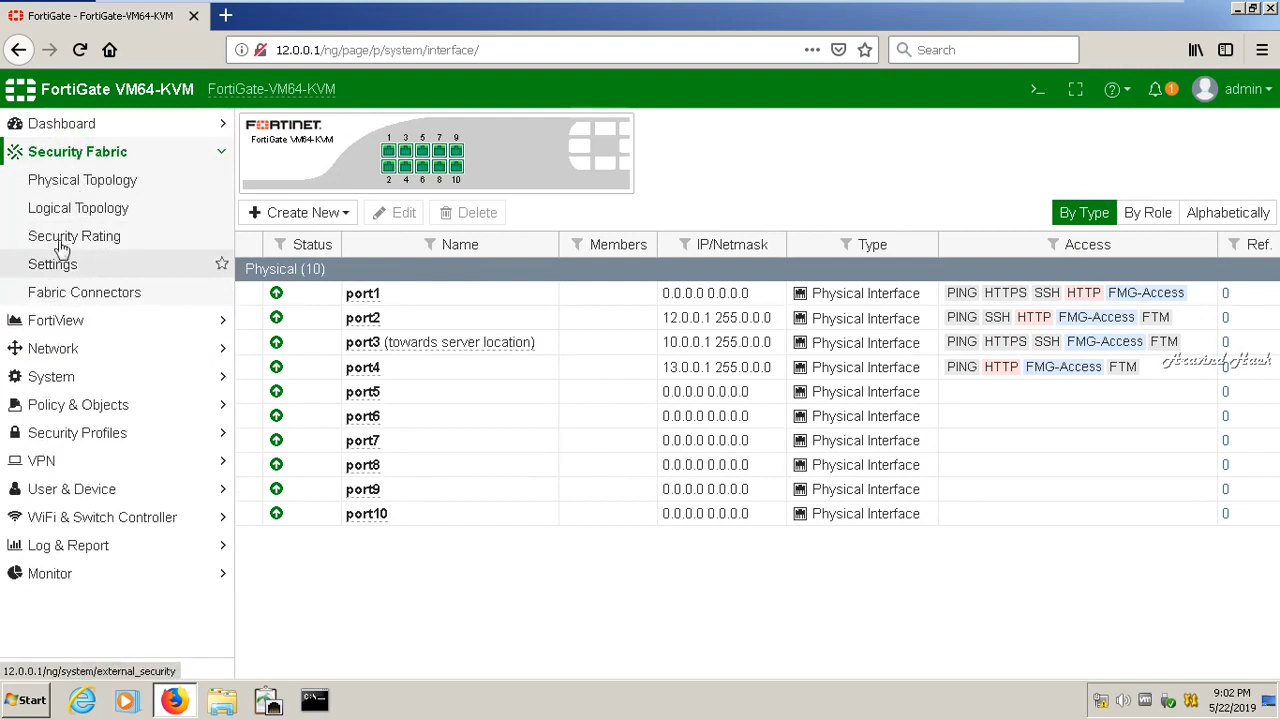 FortiGate - FortiGate-VM64-KVM
12.0.0.1/ng/page/p/system/interface/
Search
FortiGate VM64-KVM
FortiGate-VM64-KVM
1
admin
Dashboard
Security Fabric
Physical Topology
Logical Topology
Security Rating
Settings
Fabric Connectors
FortiView
Network
System
Policy & Objects
Security Profiles
VPN
User & Device
WiFi & Switch Controller
Log & Report
Monitor
12.0.0.1/ng/system/external_security
FORTINET
FortiGate VM64-KVM
1 3 5 7 9
2 4 6 8 10
Create New Edit Delete
By Type By Role Alphabetically
Status Name Members IP/Netmask Type Access Ref.
Physical (10)
port1 0.0.0.0 0.0.0.0 Physical Interface PING HTTPS SSH HTTP FMG-Access 0
port2 12.0.0.1 255.0.0.0 Physical Interface PING SSH HTTP FMG-Access FTM 0
port3 (towards server location) 10.0.0.1 255.0.0.0 Physical Interface PING HTTPS SSH FMG-Access FTM 0
port4 13.0.0.1 255.0.0.0 Physical Interface PING HTTP FMG-Access FTM 0
Aravind Hask
port5 0.0.0.0 0.0.0.0 Physical Interface 0
port6 0.0.0.0 0.0.0.0 Physical Interface 0
port7 0.0.0.0 0.0.0.0 Physical Interface 0
port8 0.0.0.0 0.0.0.0 Physical Interface 0
port9 0.0.0.0 0.0.0.0 Physical Interface 0
port10 0.0.0.0 0.0.0.0 Physical Interface 0
Start
9:02 PM
5/22/2019